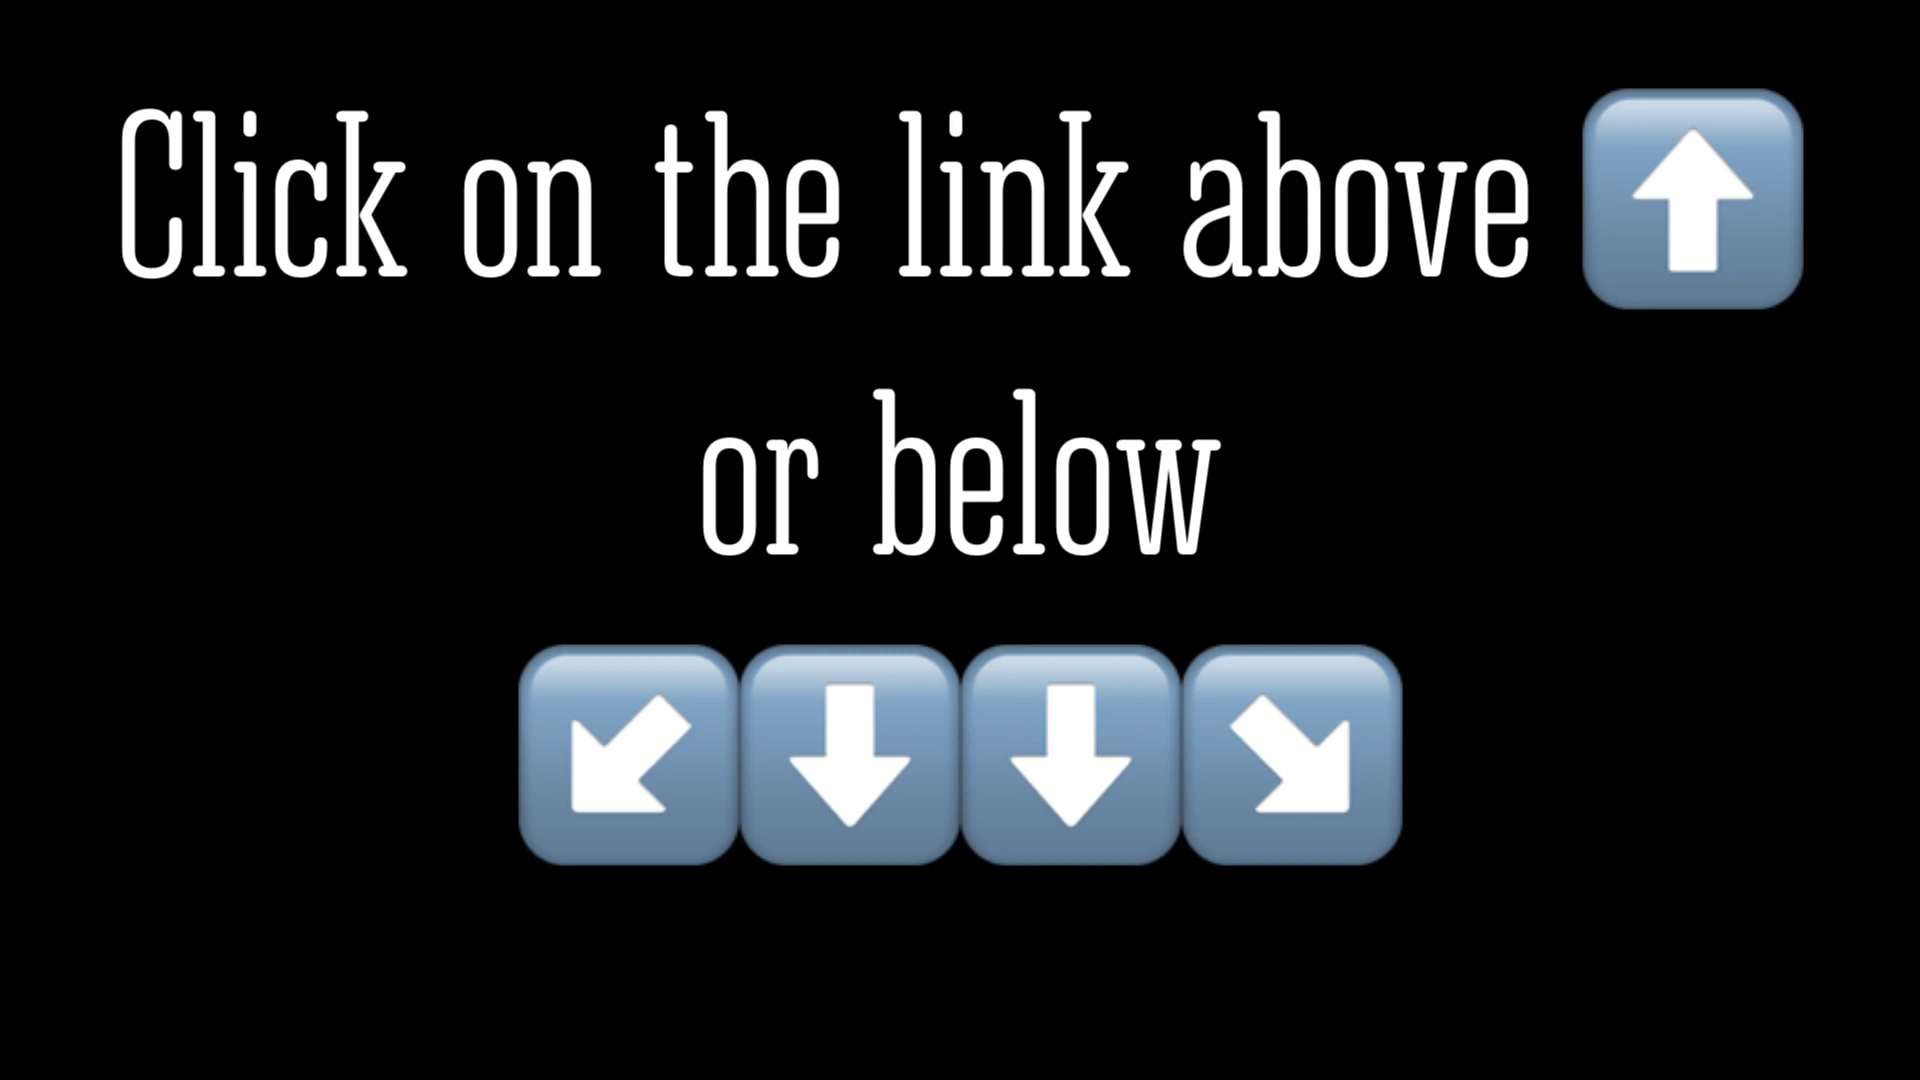 Click on the link above ⬆️
or below
↙️⬇️⬇️↘️